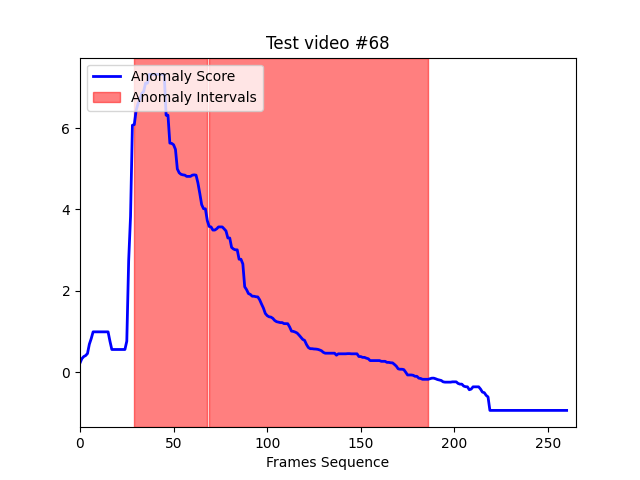 Test video #68
Anomaly Score
Anomaly Intervals
6
4
2
0
0 50 100 150 200 250
Frames Sequence